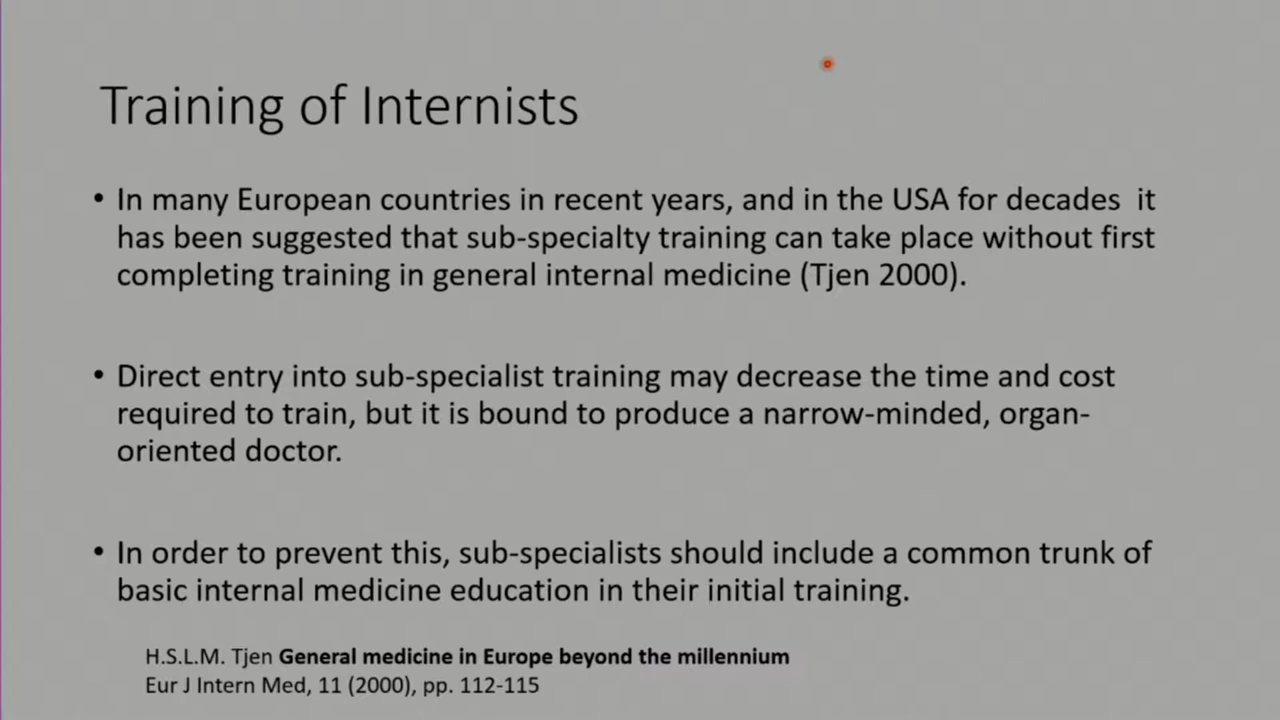 Training of Internists
• In many European countries in recent years, and in the USA for decades  it
has been suggested that sub-specialty training can take place without first
completing training in general internal medicine (Tjen 2000).
• Direct entry into sub-specialist training may decrease the time and cost
required to train, but it is bound to produce a narrow-minded, organ-
oriented doctor.
• In order to prevent this, sub-specialists should include a common trunk of
basic internal medicine education in their initial training.
H.S.L.M. Tjen General medicine in Europe beyond the millennium
Eur J Intern Med, 11 (2000), pp. 112-115